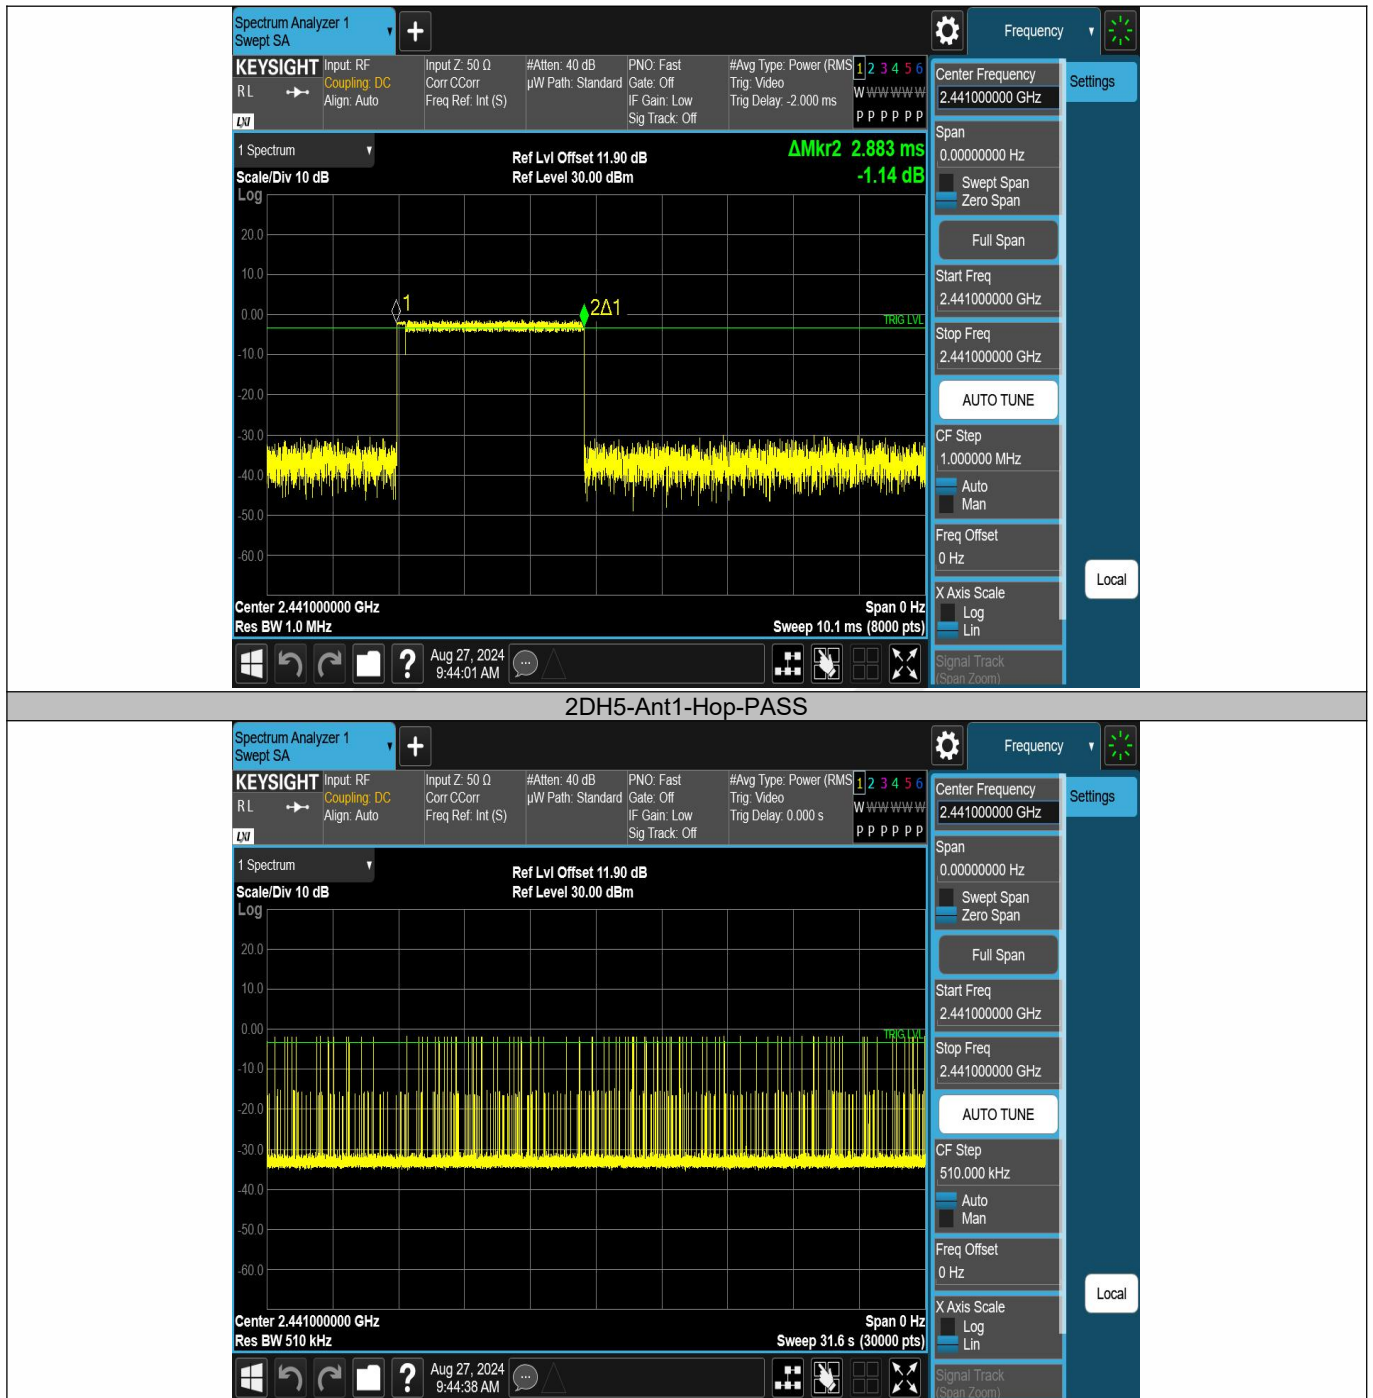 Spectrum Analyzer 1
Swept SA
+
Frequency
KEYSIGHT
RL
LXI
Input: RF
Coupling: DC
Align: Auto
Input Z: 50 Ω
Corr CCorr
Freq Ref: Int (S)
#Atten: 40 dB
µW Path: Standard
PNO: Fast
Gate: Off
IF Gain: Low
Sig Track: Off
#Avg Type: Power (RMS
Trig: Video
Trig Delay: -2.000 ms
1 2 3 4 5 6
W W W W W W
P P P P P P
Center Frequency
2.441000000 GHz
Settings
Span
0.00000000 Hz
Swept Span
Zero Span
Full Span
Start Freq
2.441000000 GHz
Stop Freq
2.441000000 GHz
AUTO TUNE
CF Step
1.000000 MHz
Auto
Man
Freq Offset
0 Hz
X Axis Scale
Log
Lin
Signal Track
(Span Zoom)
Local
1 Spectrum
Scale/Div 10 dB
Log
Ref Lvl Offset 11.90 dB
Ref Level 30.00 dBm
ΔMkr2 2.883 ms
-1.14 dB
20.0
10.0
0.00
-10.0
-20.0
-30.0
-40.0
-50.0
-60.0
1
2Δ1
TRIG LVL
Center 2.441000000 GHz
Res BW 1.0 MHz
Span 0 Hz
Sweep 10.1 ms (8000 pts)
?
Aug 27, 2024
9:44:01 AM
2DH5-Ant1-Hop-PASS
Spectrum Analyzer 1
Swept SA
+
Frequency
KEYSIGHT
RL
LXI
Input: RF
Coupling: DC
Align: Auto
Input Z: 50 Ω
Corr CCorr
Freq Ref: Int (S)
#Atten: 40 dB
µW Path: Standard
PNO: Fast
Gate: Off
IF Gain: Low
Sig Track: Off
#Avg Type: Power (RMS
Trig: Video
Trig Delay: 0.000 s
1 2 3 4 5 6
W W W W W W
P P P P P P
Center Frequency
2.441000000 GHz
Settings
Span
0.00000000 Hz
Swept Span
Zero Span
Full Span
Start Freq
2.441000000 GHz
Stop Freq
2.441000000 GHz
AUTO TUNE
CF Step
510.000 kHz
Auto
Man
Freq Offset
0 Hz
X Axis Scale
Log
Lin
Signal Track
(Span Zoom)
Local
1 Spectrum
Scale/Div 10 dB
Log
Ref Lvl Offset 11.90 dB
Ref Level 30.00 dBm
20.0
10.0
0.00
-10.0
-20.0
-30.0
-40.0
-50.0
-60.0
TRIG LVL
Center 2.441000000 GHz
Res BW 510 kHz
Span 0 Hz
Sweep 31.6 s (30000 pts)
?
Aug 27, 2024
9:44:38 AM